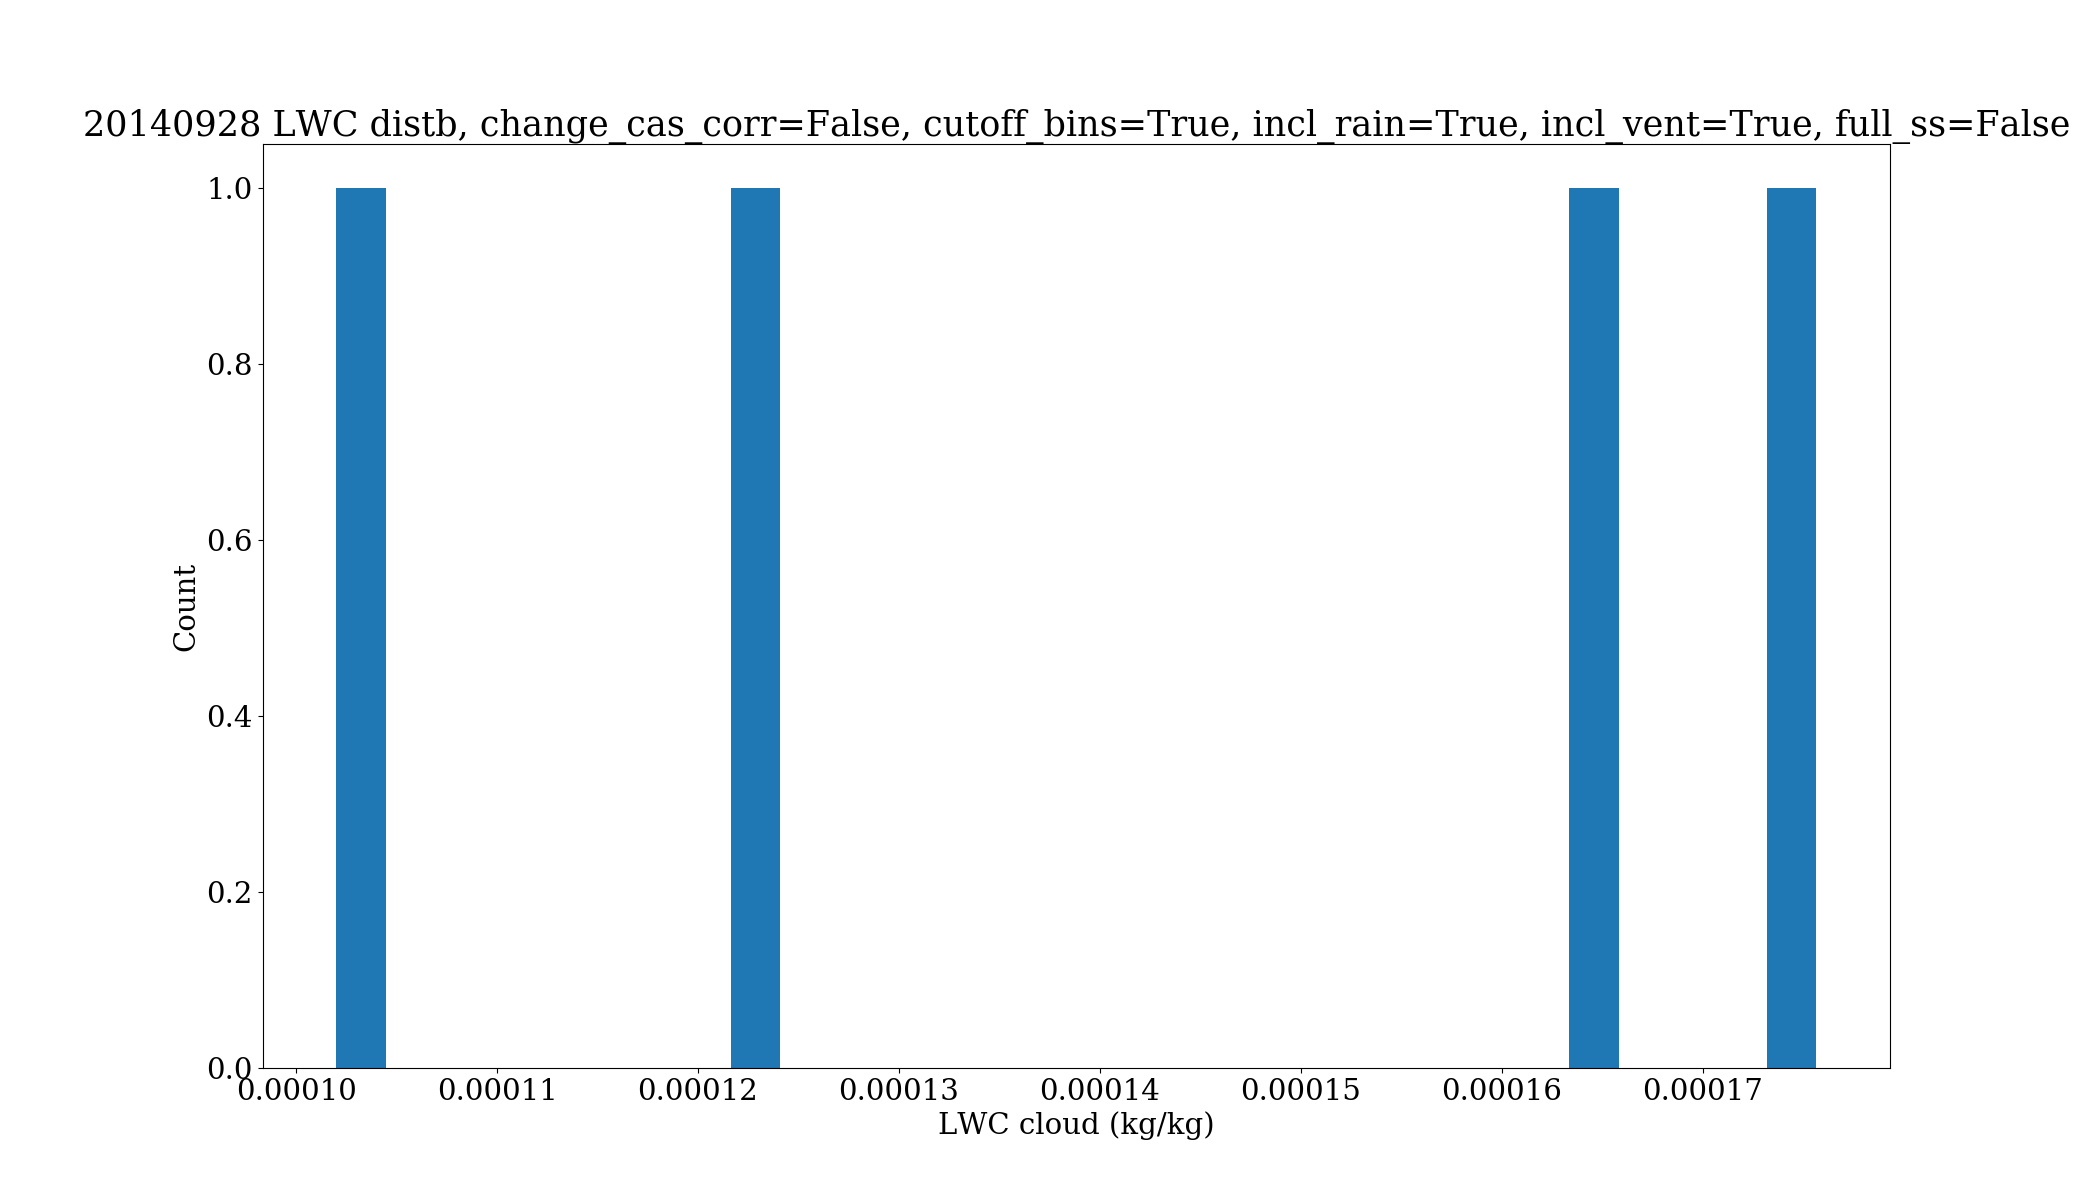 20140928 LWC distb, change_cas_corr=False, cutoff_bins=True, incl_rain=True, incl_vent=True, full_ss=False
1.0
0.8
0.6
0.4
0.2
0.0
Count
0.00010 0.00011 0.00012 0.00013 0.00014 0.00015 0.00016 0.00017
LWC cloud (kg/kg)